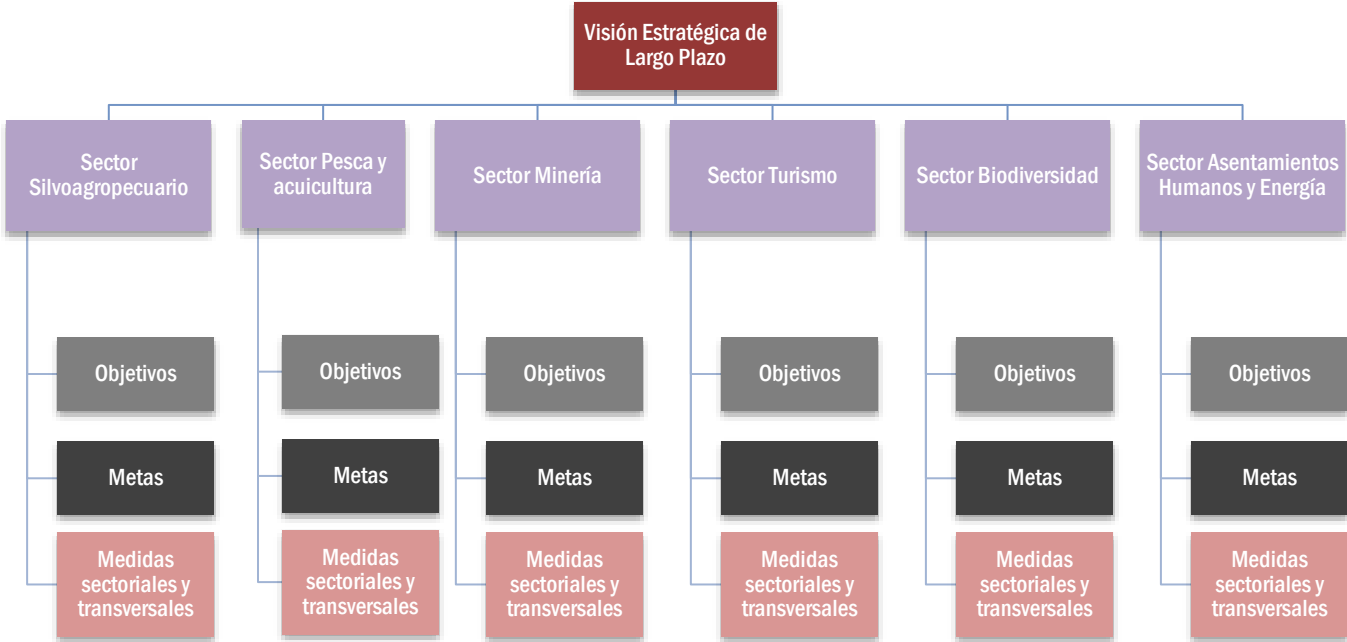 Visión Estratégica de
Largo Plazo
Sector
Silvoagropecuario
Sector Pesca y
acuicultura
Sector Minería
Sector Turismo
Sector Biodiversidad
Sector Asentamientos
Humanos y Energía
Objetivos
Objetivos
Objetivos
Objetivos
Objetivos
Objetivos
Metas
Metas
Metas
Metas
Metas
Metas
Medidas
sectoriales y
transversales
Medidas
sectoriales y
transversales
Medidas
sectoriales y
transversales
Medidas
sectoriales y
transversales
Medidas
sectoriales y
transversales
Medidas
sectoriales y
transversales